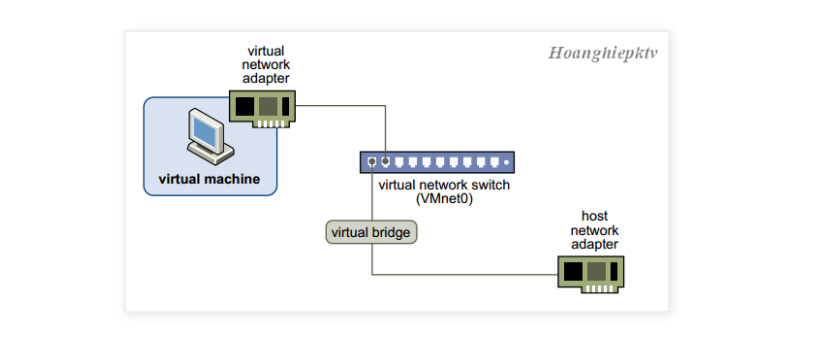 virtual
network
adapter
Hoanghiepktv
virtual machine
virtual network switch
(VMnet0)
virtual bridge
host
network
adapter